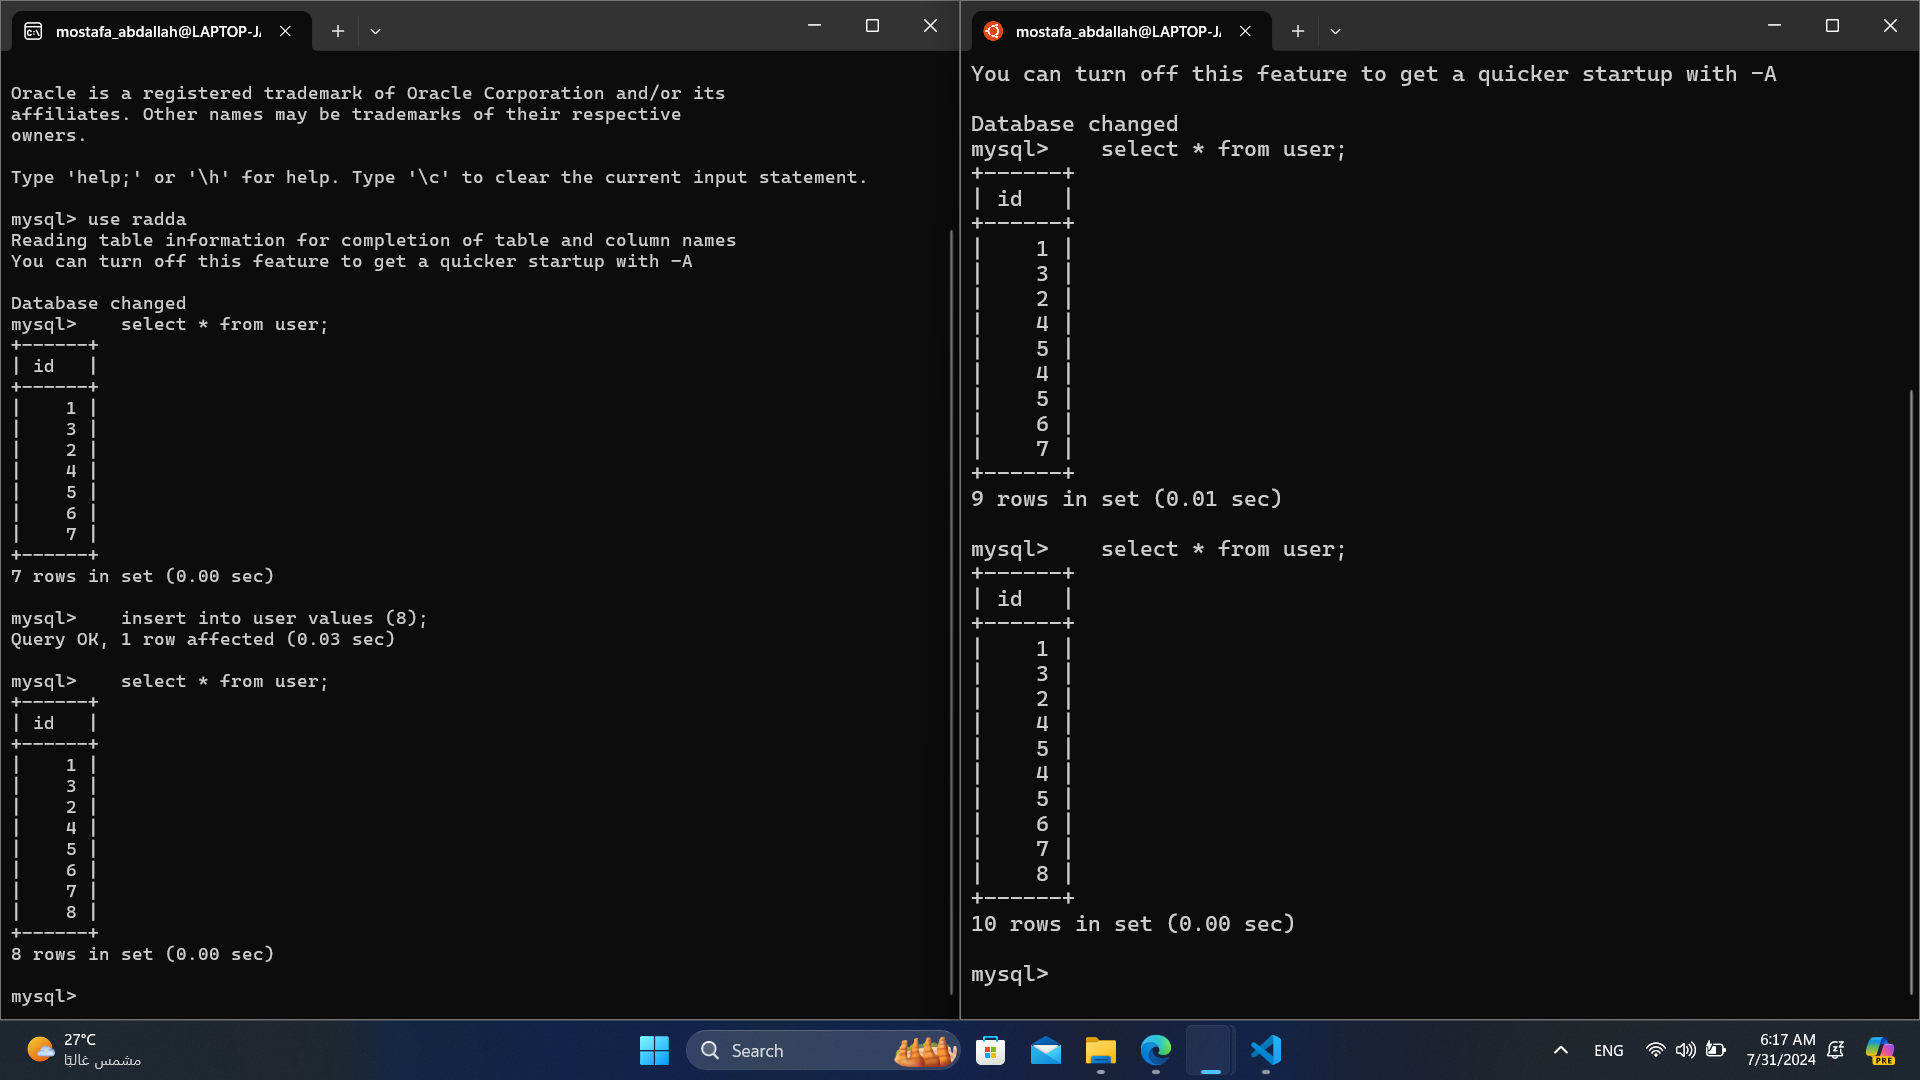 mostafa_abdallah@LAPTOP-J
Oracle is a registered trademark of Oracle Corporation and/or its
affiliates. Other names may be trademarks of their respective
owners.
Type 'help;' or '\h' for help. Type '\c' to clear the current input statement.
mysql> use radda
Reading table information for completion of table and column names
You can turn off this feature to get a quicker startup with -A
Database changed
mysql>    select * from user;
+------+
| id   |
+------+
|    1 |
|    3 |
|    2 |
|    4 |
|    5 |
|    6 |
|    7 |
+------+
7 rows in set (0.00 sec)
mysql>    insert into user values (8);
Query OK, 1 row affected (0.03 sec)
mysql>    select * from user;
+------+
| id   |
+------+
|    1 |
|    3 |
|    2 |
|    4 |
|    5 |
|    6 |
|    7 |
|    8 |
+------+
8 rows in set (0.00 sec)
mysql>
mostafa_abdallah@LAPTOP-J
You can turn off this feature to get a quicker startup with -A
Database changed
mysql>    select * from user;
+------+
| id   |
+------+
|    1 |
|    3 |
|    2 |
|    4 |
|    5 |
|    4 |
|    5 |
|    6 |
|    7 |
+------+
9 rows in set (0.01 sec)
mysql>    select * from user;
+------+
| id   |
+------+
|    1 |
|    3 |
|    2 |
|    4 |
|    5 |
|    4 |
|    5 |
|    6 |
|    7 |
|    8 |
+------+
10 rows in set (0.00 sec)
mysql>
27°C
مشمس غالبًا
Search
ENG
6:17 AM
7/31/2024
PRE